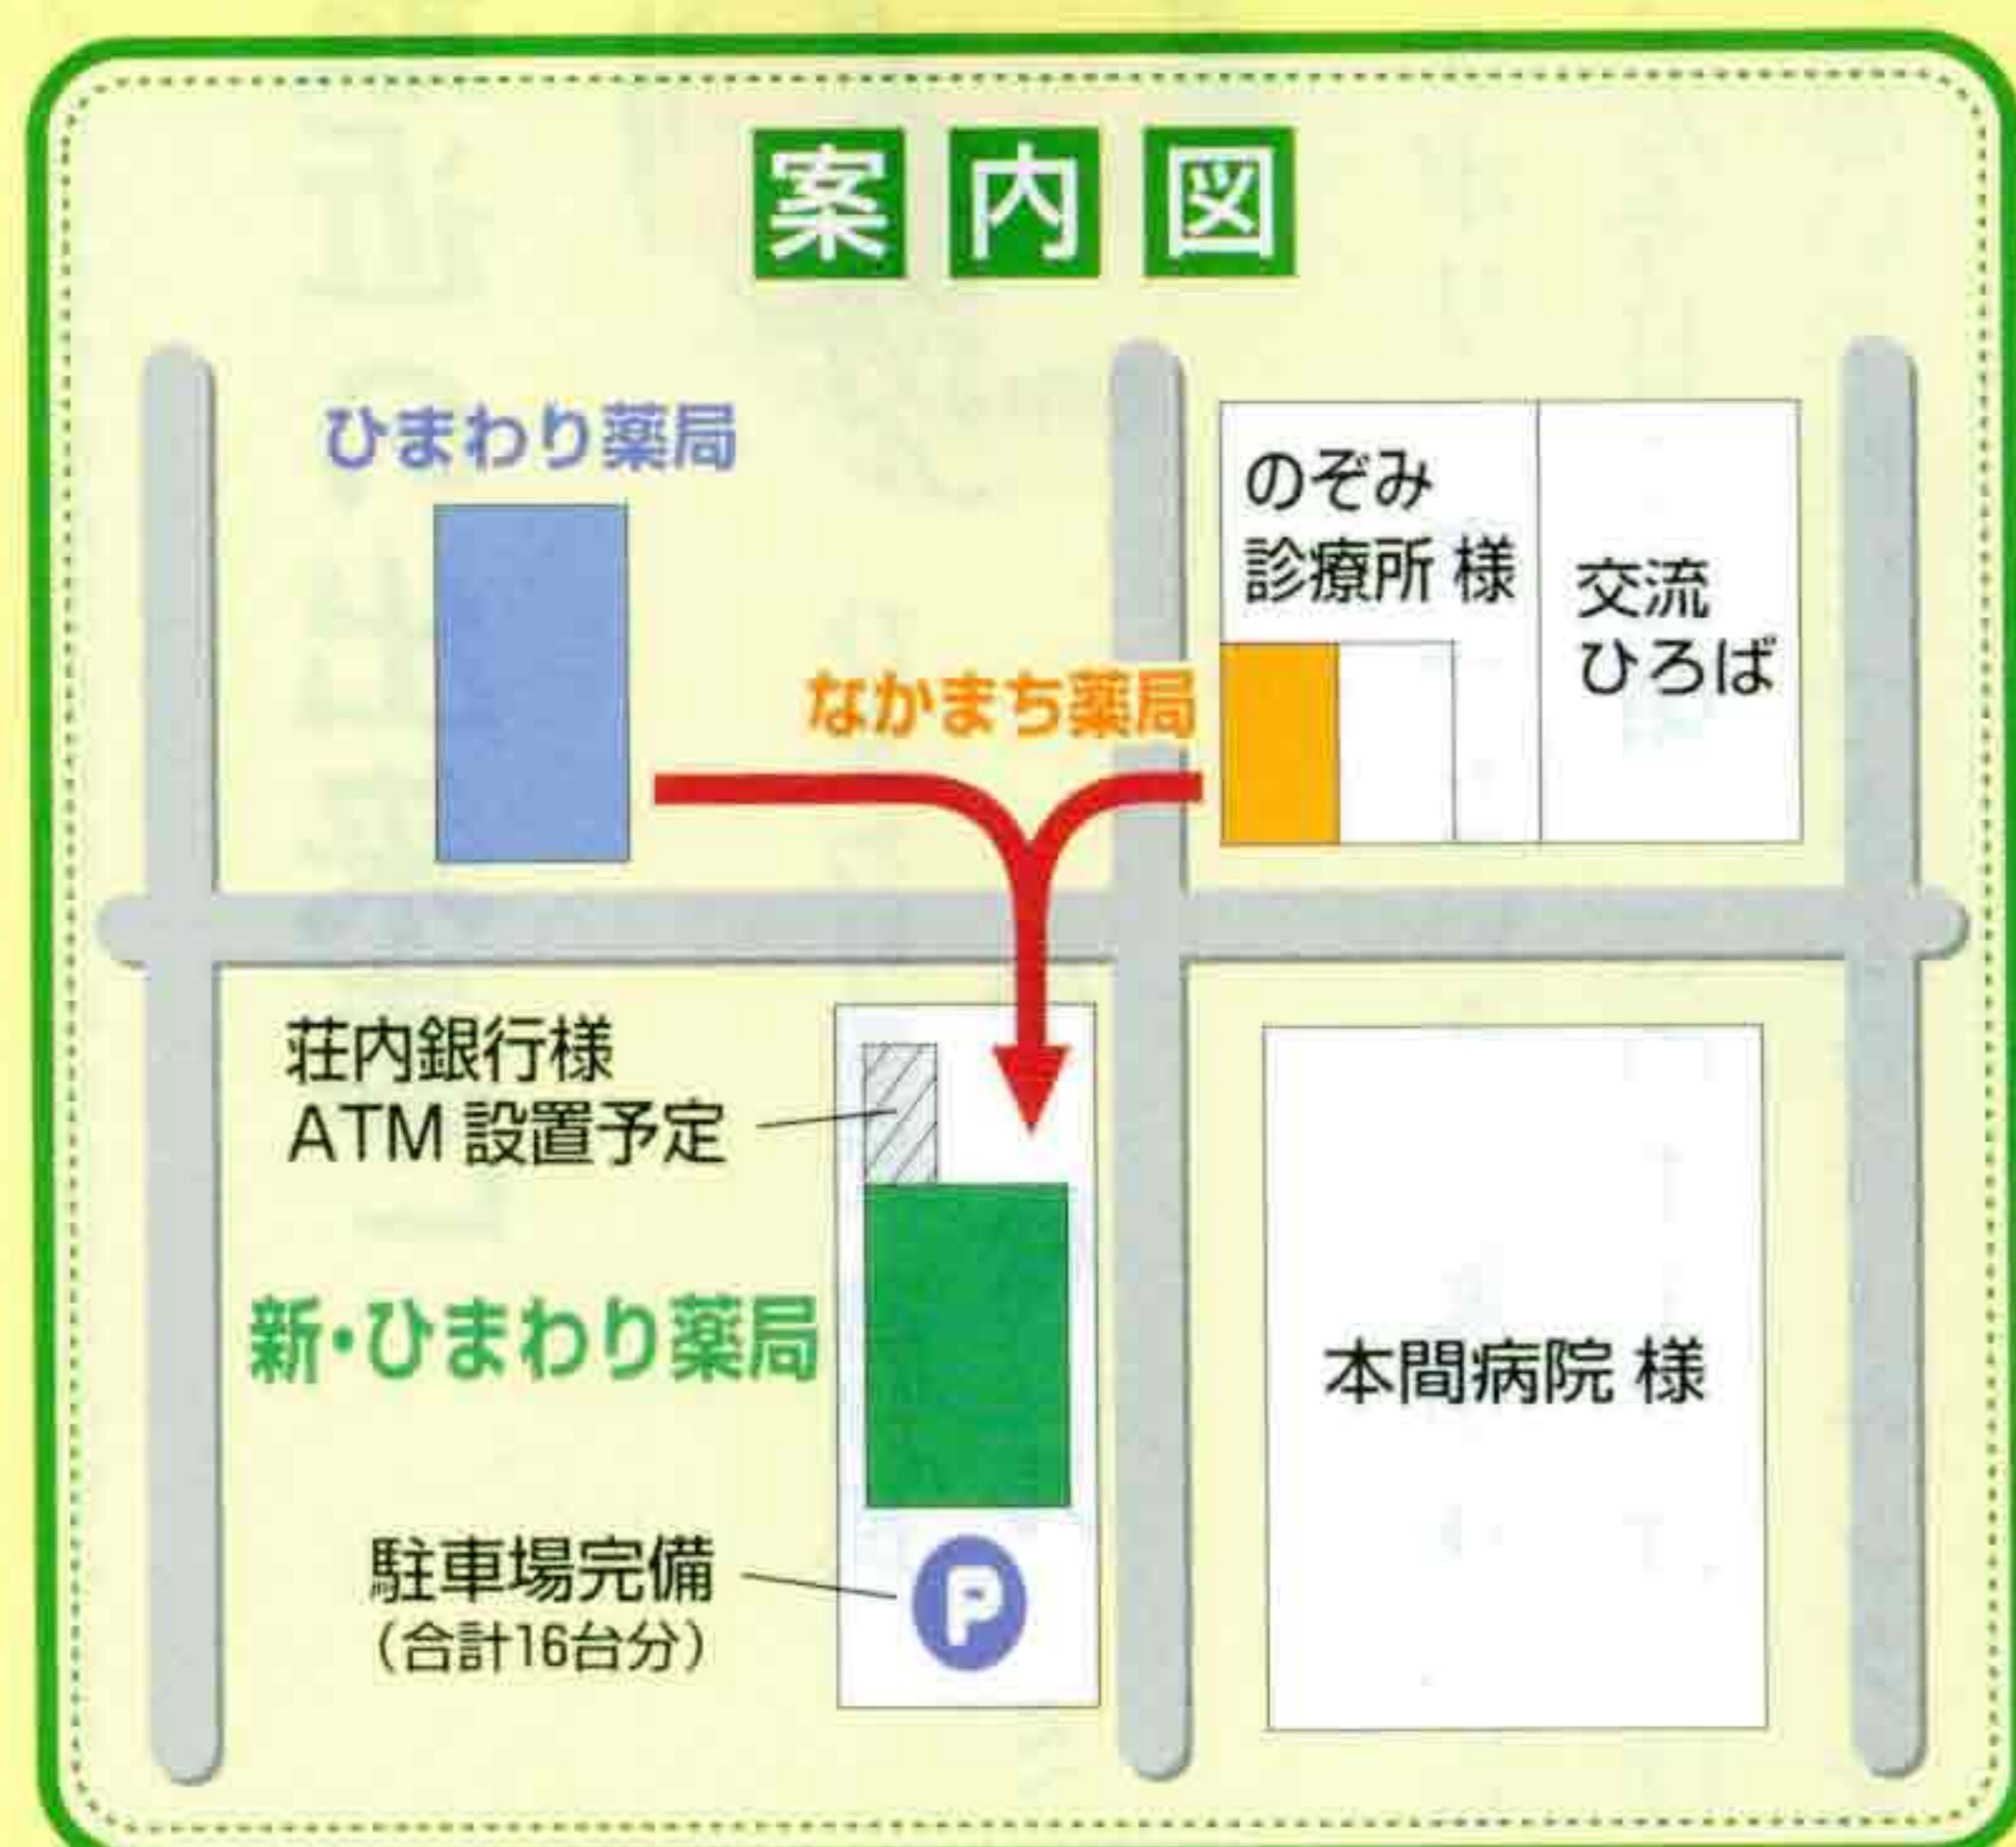 案内図
ひまわり薬局
のぞみ
診療所 様
交流
ひろば
なかまち薬局
荘内銀行様
ATM 設置予定
新・ひまわり薬局
本間病院 様
駐車場完備
（合計16台分）
P